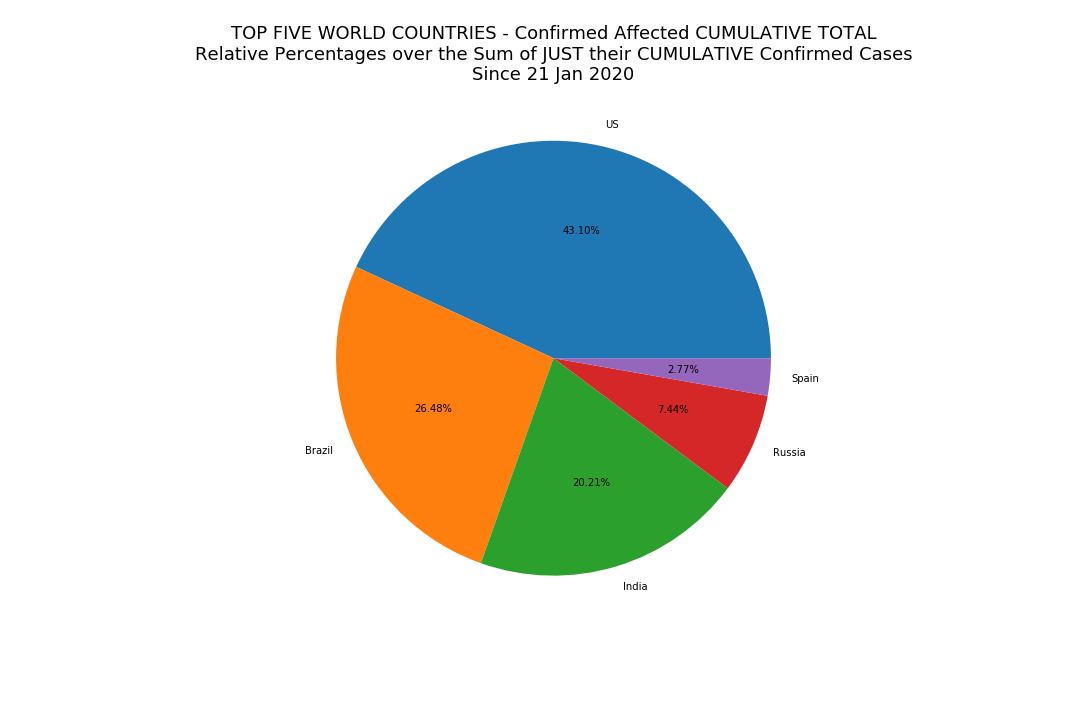 TOP FIVE WORLD COUNTRIES - Confirmed Affected CUMULATIVE TOTAL
Relative Percentages over the Sum of JUST their CUMULATIVE Confirmed Cases
Since 21 Jan 2020
US
43.10%
2.77%
Spain
26.48%
7.44%
Brazil
Russia
20.21%
India